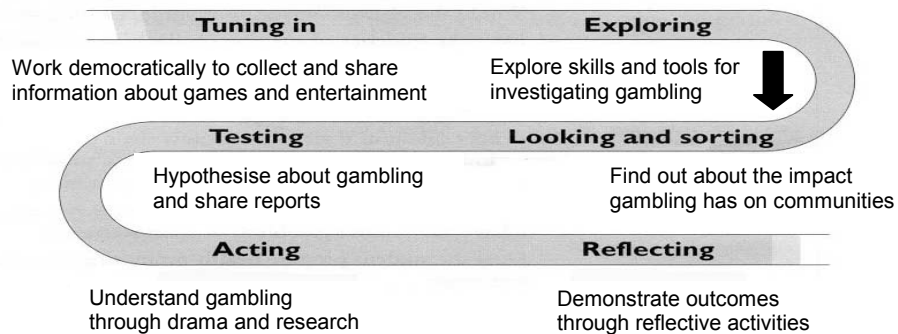 Tuning in
Exploring
Work democratically to collect and share
information about games and entertainment
Explore skills and tools for
investigating gambling
Testing
Looking and sorting
Hypothesise about gambling
and share reports
Find out about the impact
gambling has on communities
Acting
Reflecting
Understand gambling
through drama and research
Demonstrate outcomes
through reflective activities